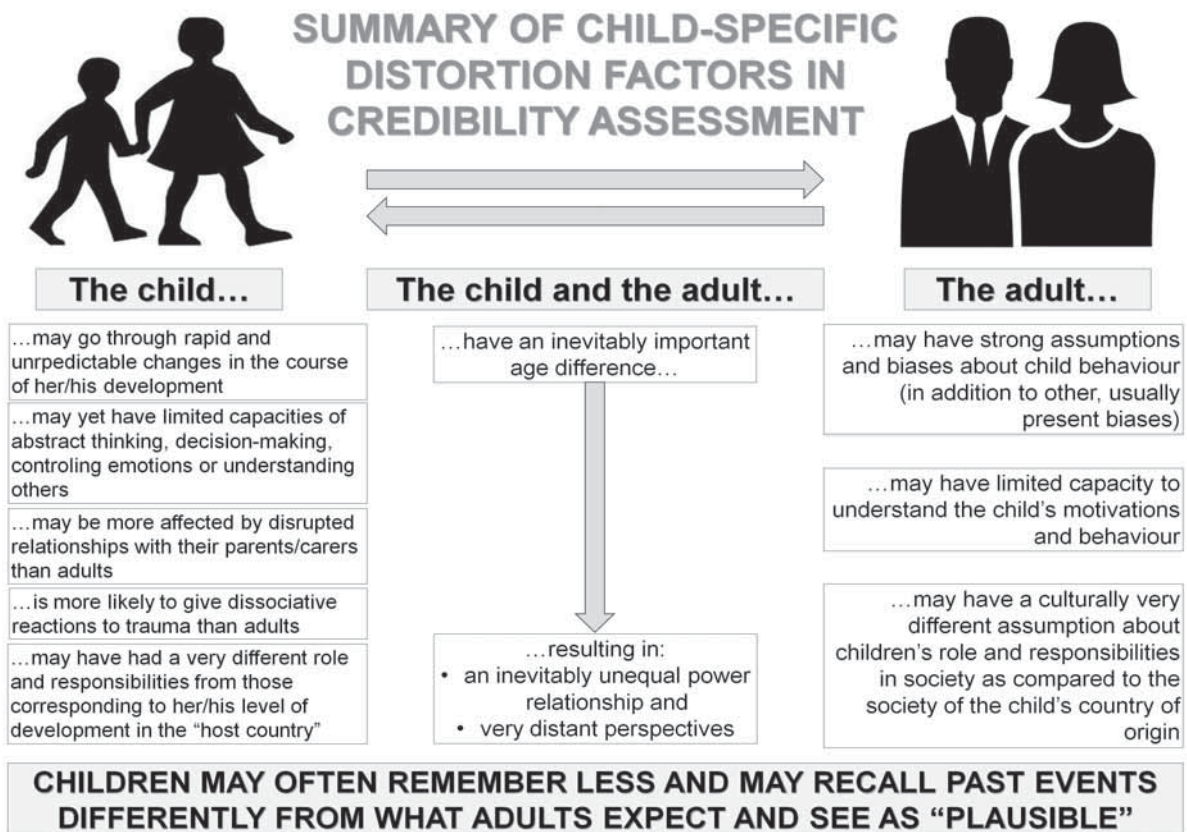 SUMMARY OF CHILD-SPECIFIC
DISTORTION FACTORS IN
CREDIBILITY ASSESSMENT
The child…
…may go through rapid and
unrpedictable changes in the course
of her/his development
…may yet have limited capacities of
abstract thinking, decision-making,
controling emotions or understanding
others
…may be more affected by disrupted
relationships with their parents/carers
than adults
…is more likely to give dissociative
reactions to trauma than adults
…may have had a very different role
and responsibilities from those
corresponding to her/his level of
development in the “host country”
The child and the adult…
…have an inevitably important
age difference…
…resulting in:
• an inevitably unequal power
relationship and
• very distant perspectives
The adult…
…may have strong assumptions
and biases about child behaviour
(in addition to other, usually
present biases)
…may have limited capacity to
understand the child’s motivations
and behaviour
…may have a culturally very
different assumption about
children’s role and responsibilities
in society as compared to the
society of the child’s country of
origin
CHILDREN MAY OFTEN REMEMBER LESS AND MAY RECALL PAST EVENTS
DIFFERENTLY FROM WHAT ADULTS EXPECT AND SEE AS “PLAUSIBLE”